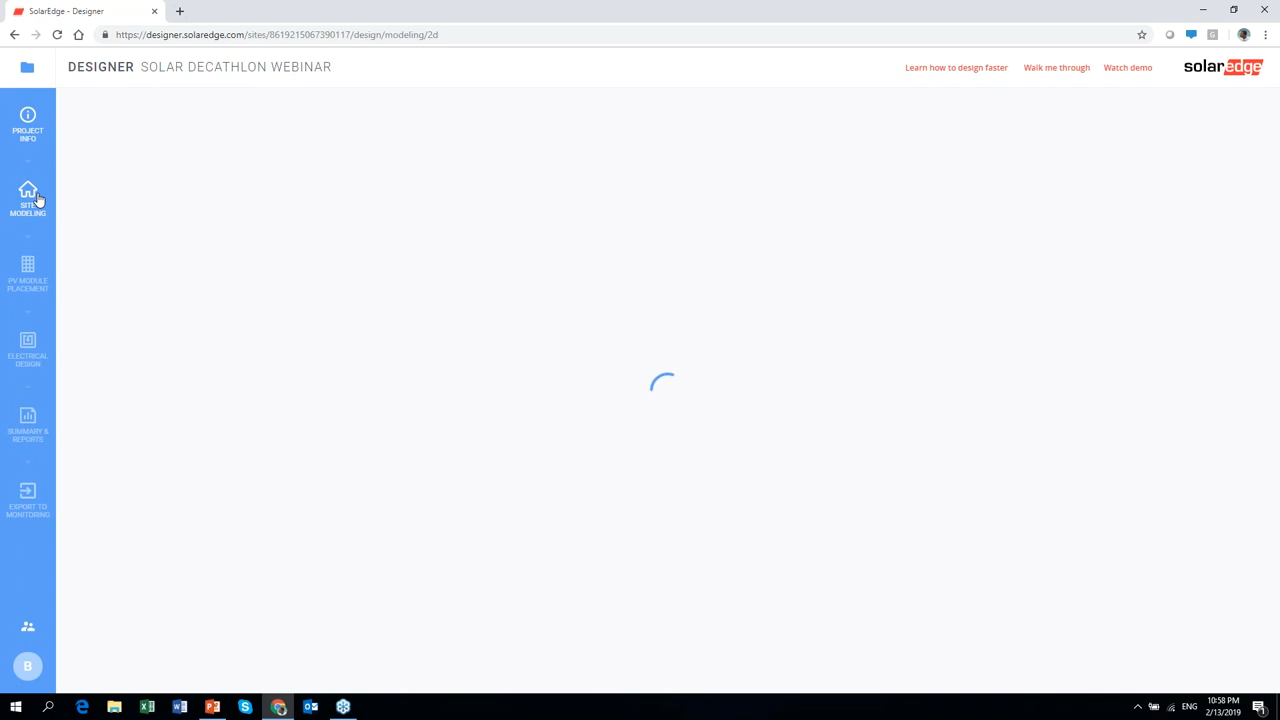 SolarEdge - Designer
https://designer.solaredge.com/sites/8619215067390117/design/modeling/2d
G
DESIGNER SOLAR DECATHLON WEBINAR
Learn how to design faster
Walk me through
Watch demo
solaredge
PROJECT
INFO
SITE
MODELING
PV MODULE
PLACEMENT
ELECTRICAL
DESIGN
SUMMARY &
REPORTS
EXPORT TO
MONITORING
B
ENG
10:58 PM
2/13/2019
1